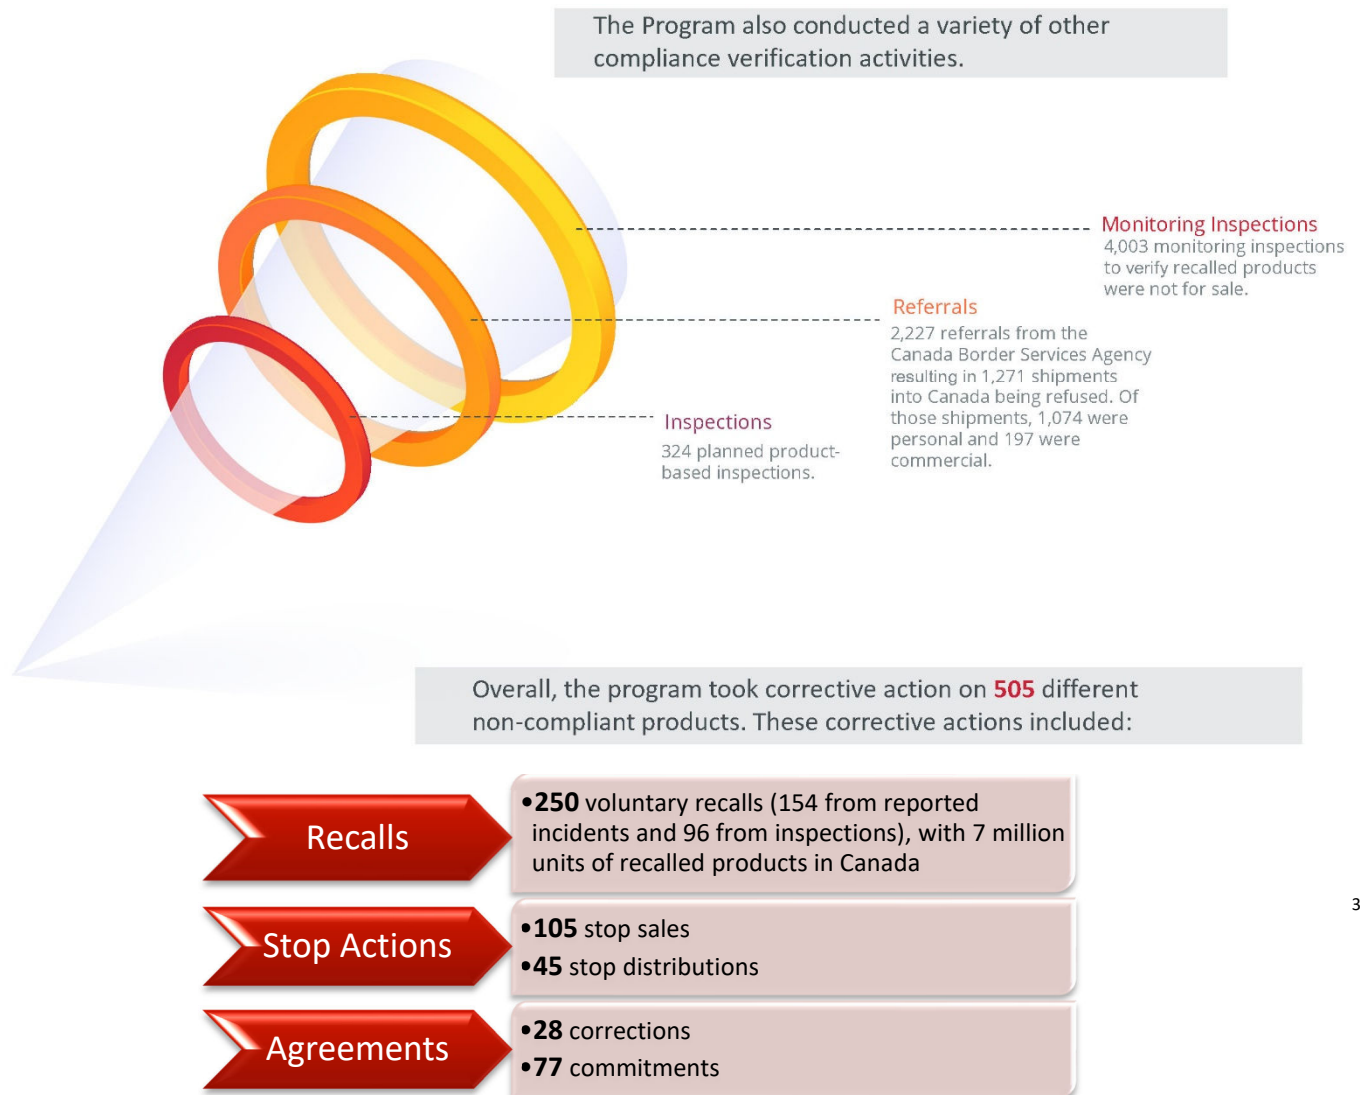 The Program also conducted a variety of other
compliance verification activities.
Monitoring Inspections
4,003 monitoring inspections
to verify recalled products
were not for sale.
Referrals
2,227 referrals from the
Canada Border Services Agency
resulting in 1,271 shipments
into Canada being refused. Of
those shipments, 1,074 were
personal and 197 were
commercial.
Inspections
324 planned product-
based inspections.
Overall, the program took corrective action on 505 different
non-compliant products. These corrective actions included:
Recalls
•250 voluntary recalls (154 from reported
incidents and 96 from inspections), with 7 million
units of recalled products in Canada
3
Stop Actions
•105 stop sales
•45 stop distributions
Agreements
•28 corrections
•77 commitments